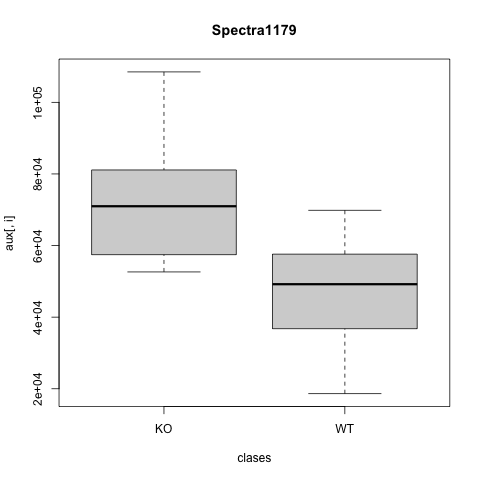 Spectra1179
aux[, i]
1e+05
8e+04
6e+04
4e+04
2e+04
KO WT
clases